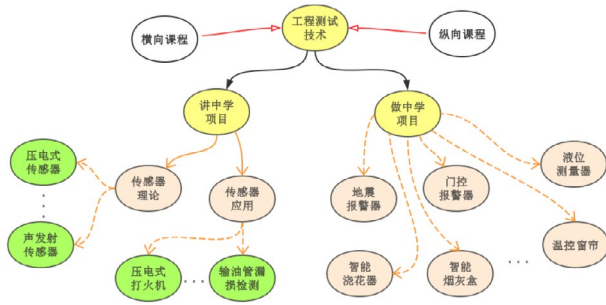 工程测试
技术
横向课程
纵向课程
讲中学
项目
做中学
项目
压电式
传感器
传感器
理论
传感器
应用
地震
报警器
门控
报警器
液位
测量器
声发射
传感器
压电式
打火机
输油管漏
损检测
智能
浇花器
智能
烟灰盒
温控窗帘